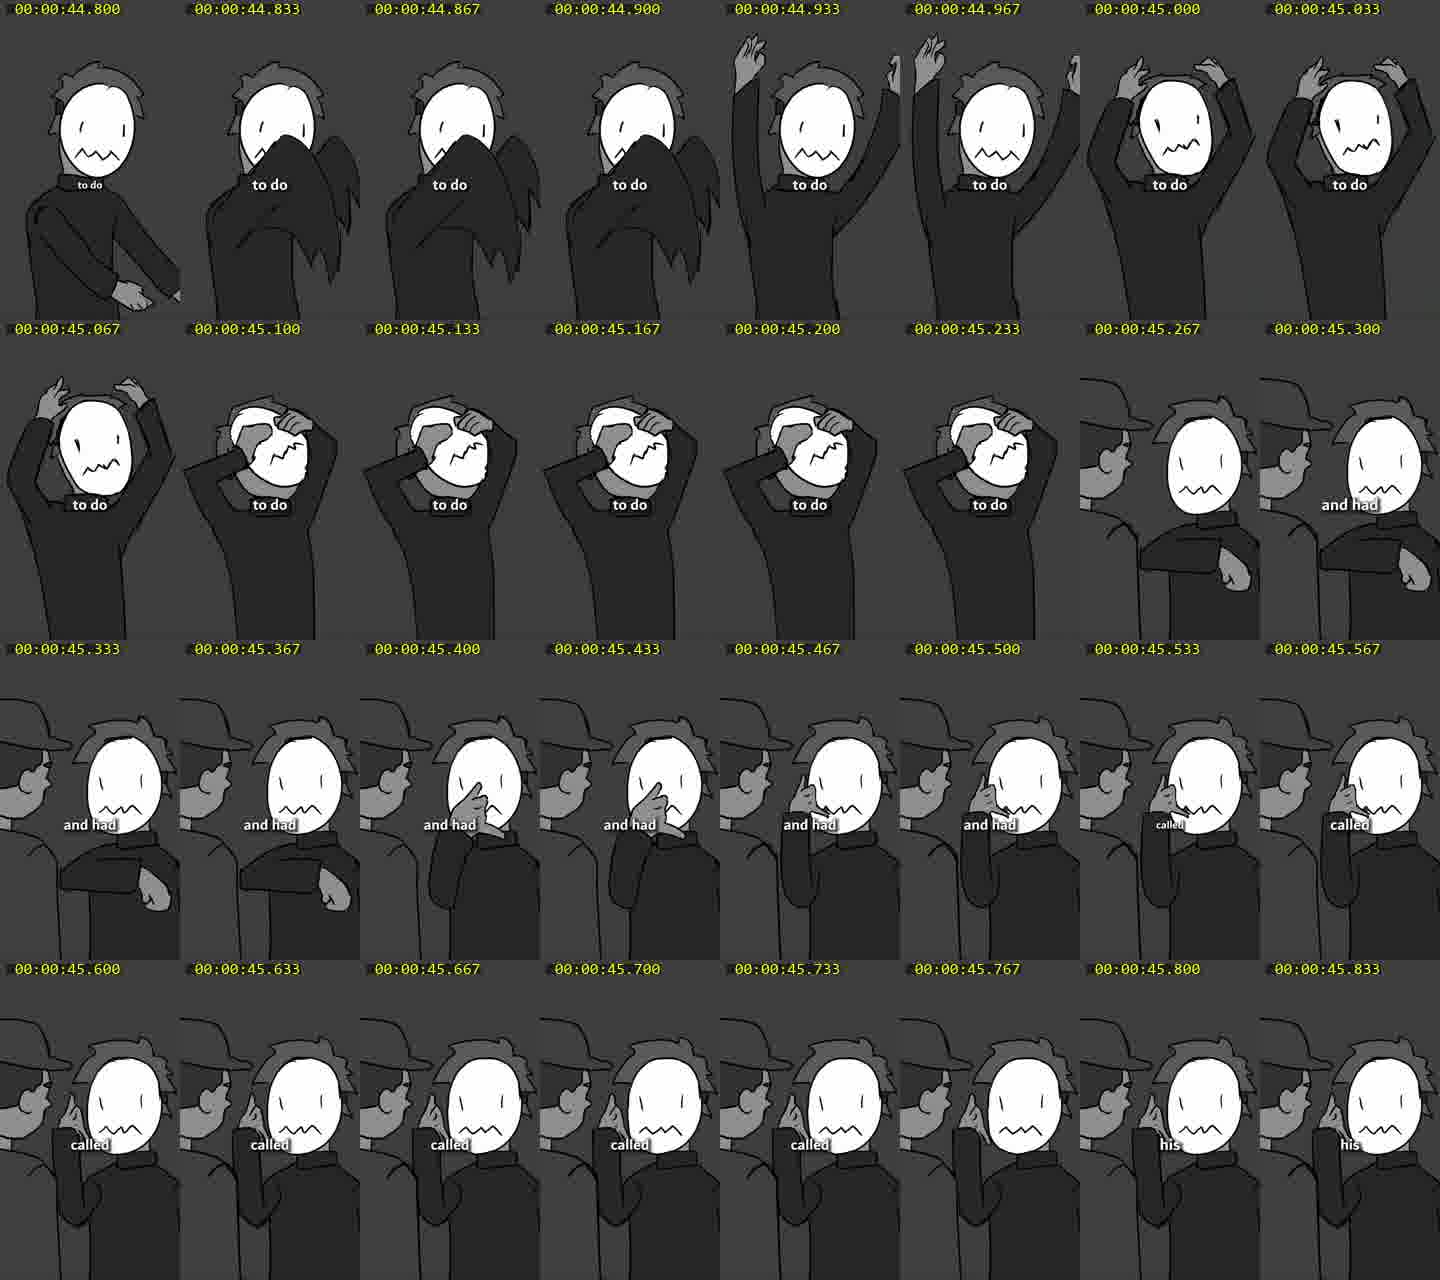 00:00:44.800 00:00:44.833 00:00:44.867 00:00:44.900 00:00:44.933 00:00:44.967 00:00:45.000 00:00:45.033
to do to do to do to do to do to do to do to do
00:00:45.067 00:00:45.100 00:00:45.133 00:00:45.167 00:00:45.200 00:00:45.233 00:00:45.267 00:00:45.300
to do to do to do to do to do to do and had
00:00:45.333 00:00:45.367 00:00:45.400 00:00:45.433 00:00:45.467 00:00:45.500 00:00:45.533 00:00:45.567
and had and had and had and had and had and had called called
00:00:45.600 00:00:45.633 00:00:45.667 00:00:45.700 00:00:45.733 00:00:45.767 00:00:45.800 00:00:45.833
called called called called called his his